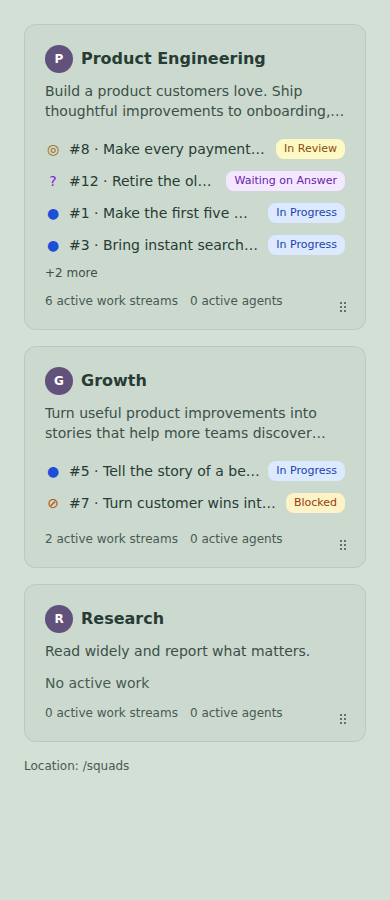 P Product Engineering
Build a product customers love. Ship
thoughtful improvements to onboarding,…
#8 · Make every payment… In Review
? #12 · Retire the ol… Waiting on Answer
#1 · Make the first five … In Progress
#3 · Bring instant search… In Progress
+2 more
6 active work streams 0 active agents
G Growth
Turn useful product improvements into
stories that help more teams discover…
#5 · Tell the story of a be… In Progress
#7 · Turn customer wins int… Blocked
2 active work streams 0 active agents
R Research
Read widely and report what matters.
No active work
0 active work streams 0 active agents
Location: /squads